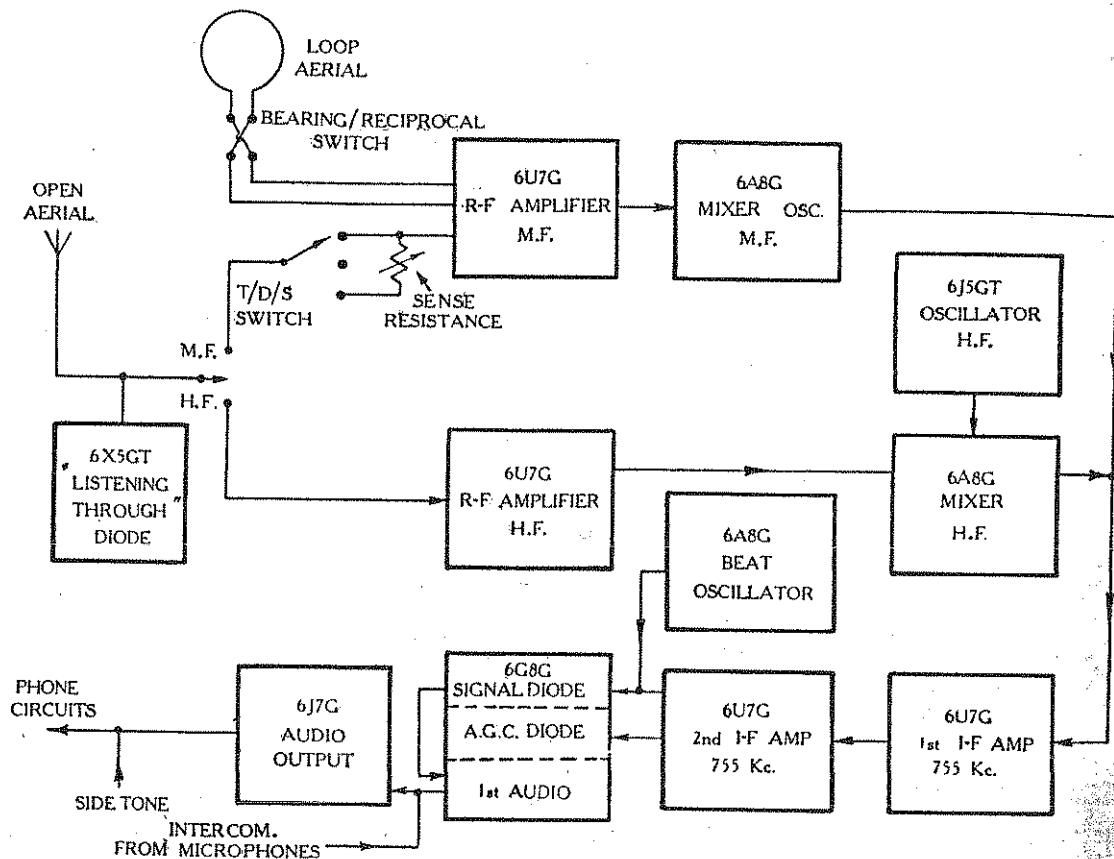 LOOP
AERIAL
BEARING/RECIPROCAL
SWITCH
OPEN
AERIAL
6U7G
R-F AMPLIFIER
M.F.
6A8G
MIXER OSC.
M.F.
T/D/S
SWITCH
SENSE
RESISTANCE
6J5GT
OSCILLATOR
H.F.
M.F.
H.F.
6X5GT
"LISTENING
THROUGH"
DIODE
6U7G
R-F AMPLIFIER
H.F.
6A8G
MIXER
H.F.
6A8G
BEAT
OSCILLATOR
PHONE
CIRCUITS
6J7G
AUDIO
OUTPUT
6G8G
SIGNAL DIODE
A.G.C. DIODE
1st AUDIO
6U7G
2nd I-F AMP
755 Kc.
6U7G
1st I-F AMP
755 Kc.
SIDE TONE
INTERCOM.
FROM MICROPHONES